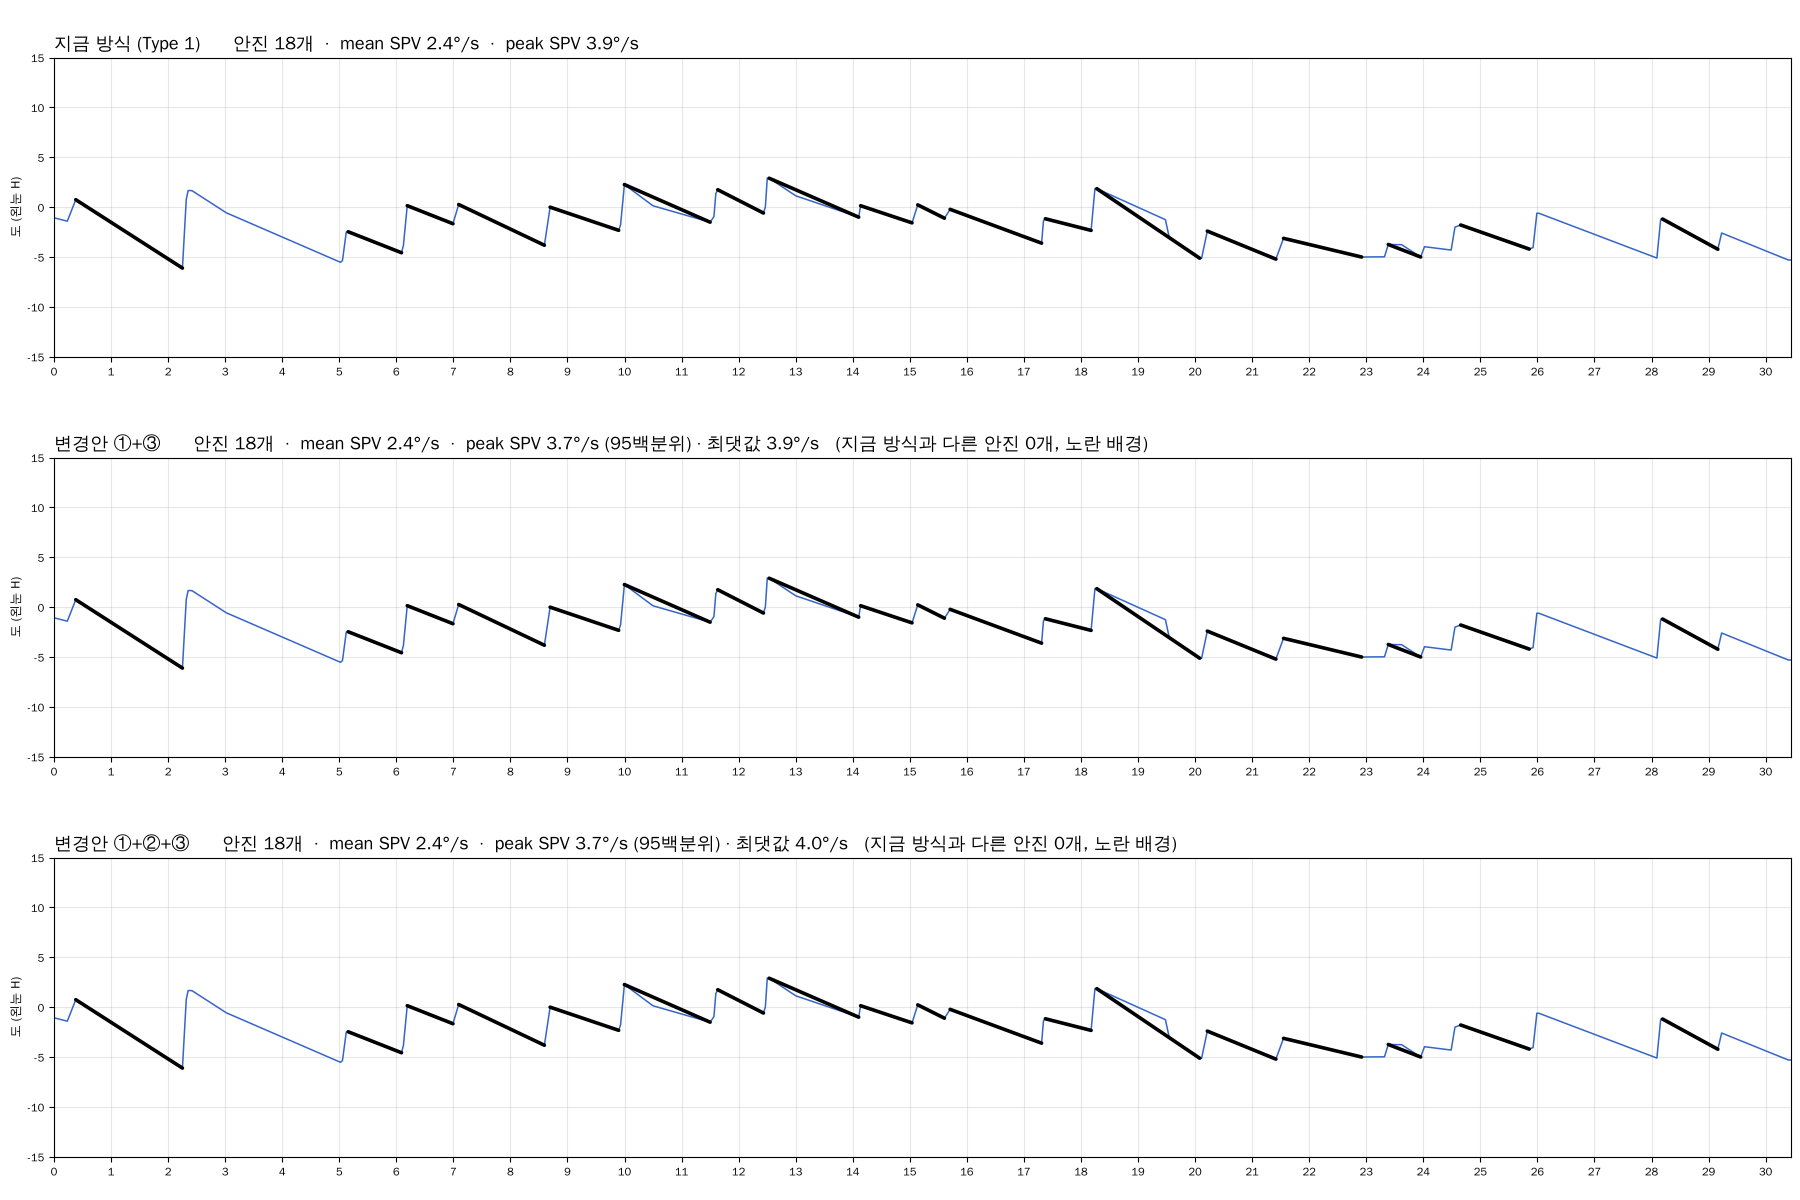 지금 방식 (Type 1) 안진 18개 · mean SPV 2.4°/s · peak SPV 3.9°/s
15
10
5
0
-5
-10
-15
도 (왼눈 H)
0 1 2 3 4 5 6 7 8 9 10 11 12 13 14 15 16 17 18 19 20 21 22 23 24 25 26 27 28 29 30
변경안 ①+③ 안진 18개 · mean SPV 2.4°/s · peak SPV 3.7°/s (95백분위) · 최댓값 3.9°/s (지금 방식과 다른 안진 0개, 노란 배경)
15
10
5
0
-5
-10
-15
도 (왼눈 H)
0 1 2 3 4 5 6 7 8 9 10 11 12 13 14 15 16 17 18 19 20 21 22 23 24 25 26 27 28 29 30
변경안 ①+②+③ 안진 18개 · mean SPV 2.4°/s · peak SPV 3.7°/s (95백분위) · 최댓값 4.0°/s (지금 방식과 다른 안진 0개, 노란 배경)
15
10
5
0
-5
-10
-15
도 (왼눈 H)
0 1 2 3 4 5 6 7 8 9 10 11 12 13 14 15 16 17 18 19 20 21 22 23 24 25 26 27 28 29 30